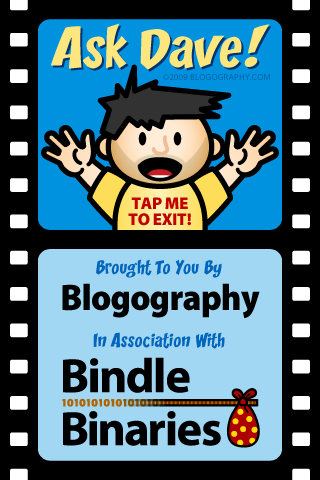 Ask Dave!
©2009 BLOGOGRAPHY.COM
TAP ME
TO EXIT!
Brought To You By
Blogography
In Association With
Bindle
10101010101010
Binaries